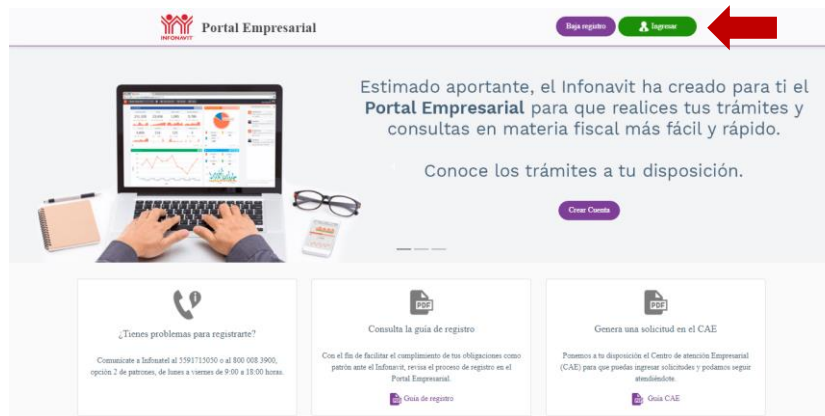 INFONAVIT
Portal Empresarial
Baja registro
Ingresar
Estimado aportante, el Infonavit ha creado para ti el
Portal Empresarial para que realices tus trámites y
consultas en materia fiscal más fácil y rápido.
Conoce los trámites a tu disposición.
Crear Cuenta
¿Tienes problemas para registrarte?
Comunícate a Infonatel al 5591715050 o al 800 008 3900,
opción 2 de patrones, de lunes a viernes de 9:00 a 18:00 horas.
PDF
Consulta la guía de registro
Con el fin de facilitar el cumplimiento de tus obligaciones como
patrón ante el Infonavit, revisa el proceso de registro en el
Portal Empresarial.
Guía de registro
PDF
Genera una solicitud en el CAE
Ponemos a tu disposición el Centro de atención Empresarial
(CAE) para que puedas ingresar solicitudes y podamos seguir
atendiéndote.
Guía CAE